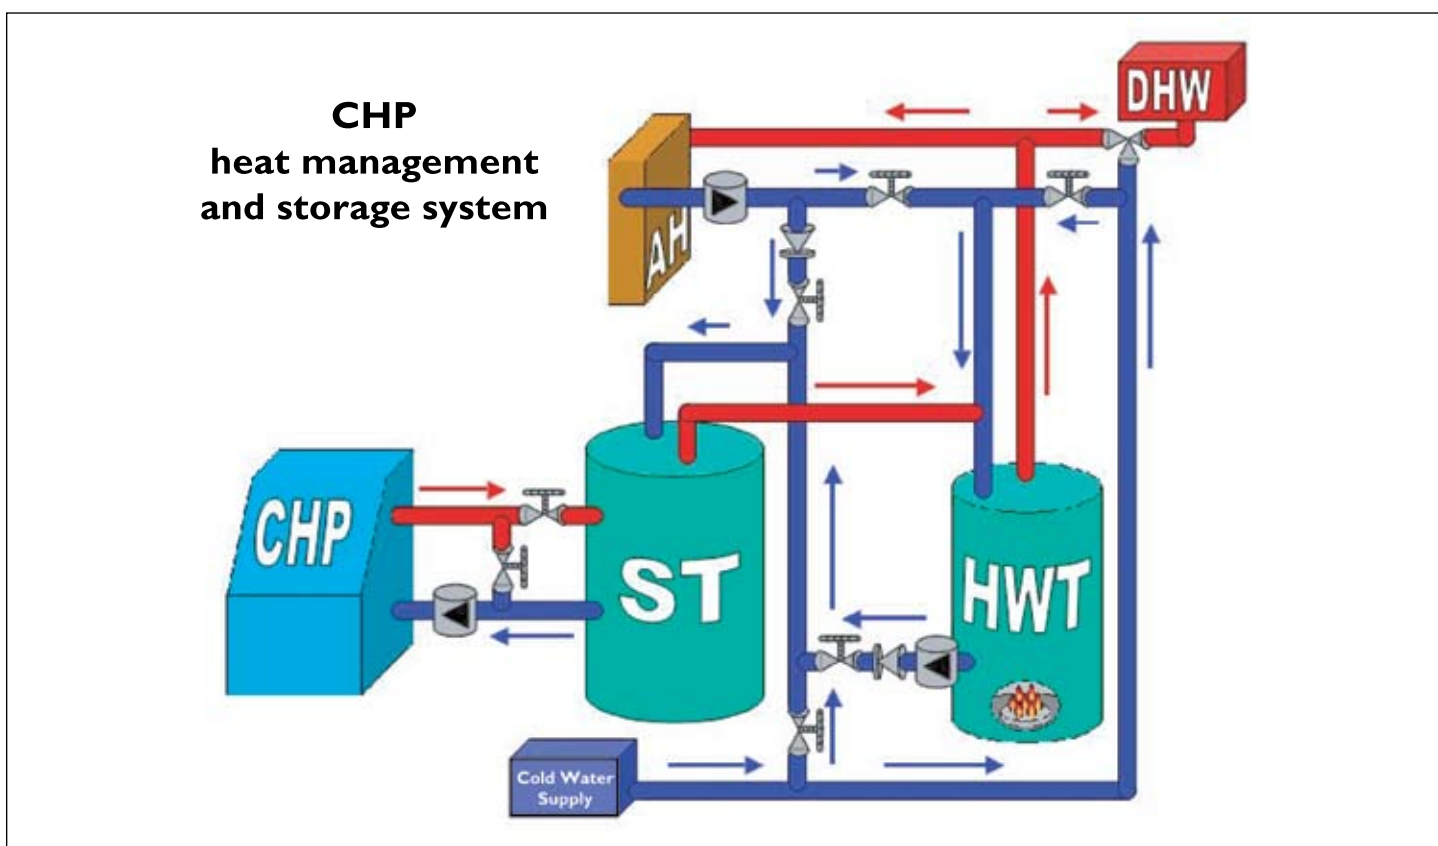 CHP
heat management
and storage system
DHW
AH
CHP
ST
HWT
Cold Water
Supply